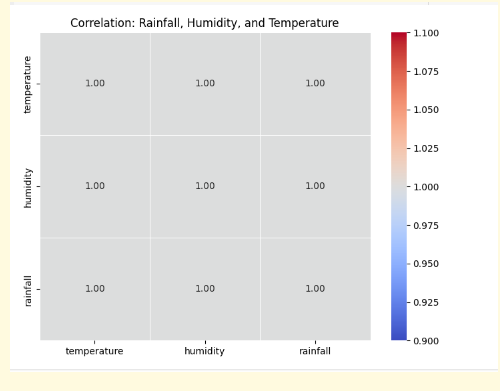 Correlation: Rainfall, Humidity, and Temperature
temperature
1.00 1.00 1.00
humidity
1.00 1.00 1.00
rainfall
1.00 1.00 1.00
temperature humidity rainfall
1.100
1.075
1.050
1.025
1.000
0.975
0.950
0.925
0.900